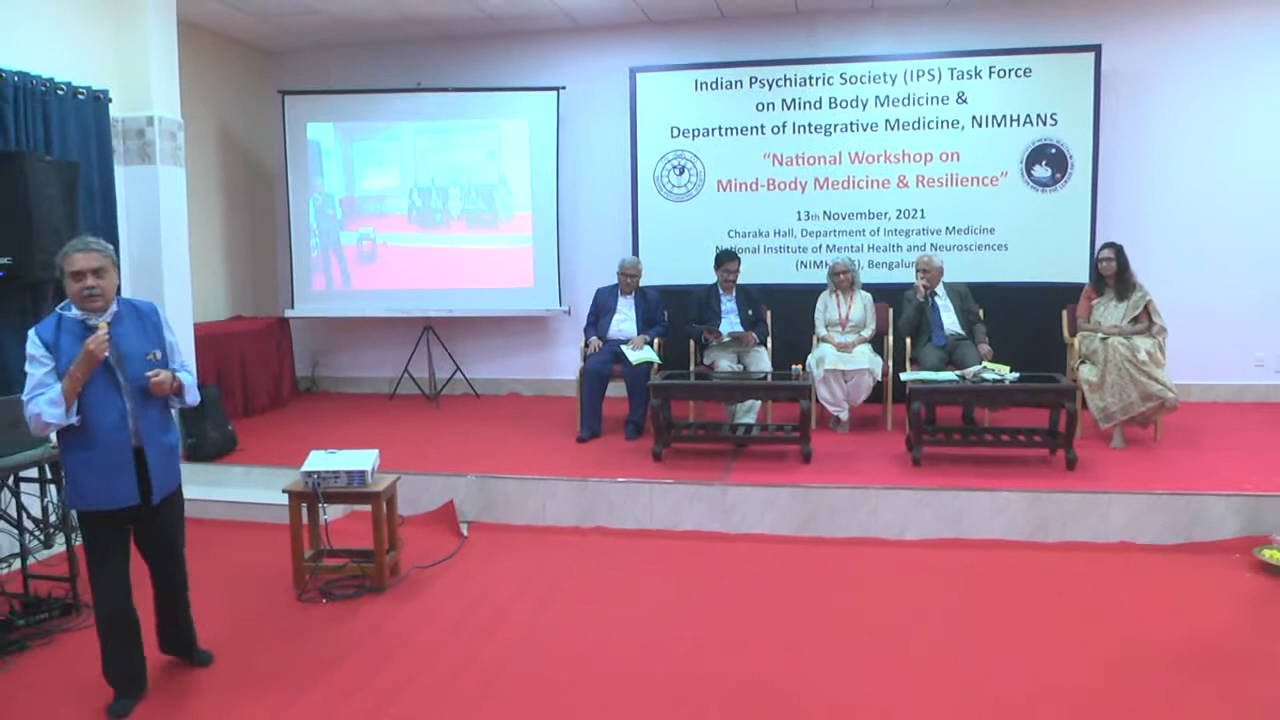 Indian Psychiatric Society (IPS) Task Force
on Mind Body Medicine &
Department of Integrative Medicine, NIMHANS
“National Workshop on
Mind-Body Medicine & Resilience”
13th November, 2021
Charaka Hall, Department of Integrative Medicine
National Institute of Mental Health and Neurosciences
(NIMHANS), Bengaluru